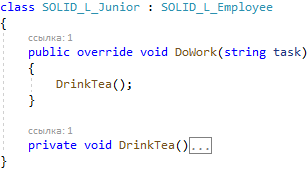 class SOLID_L_Junior : SOLID_L_Employee
{
ссылка: 1
public override void DoWork(string task)
{
DrinkTea();
}
ссылка: 1
private void DrinkTea()...
}